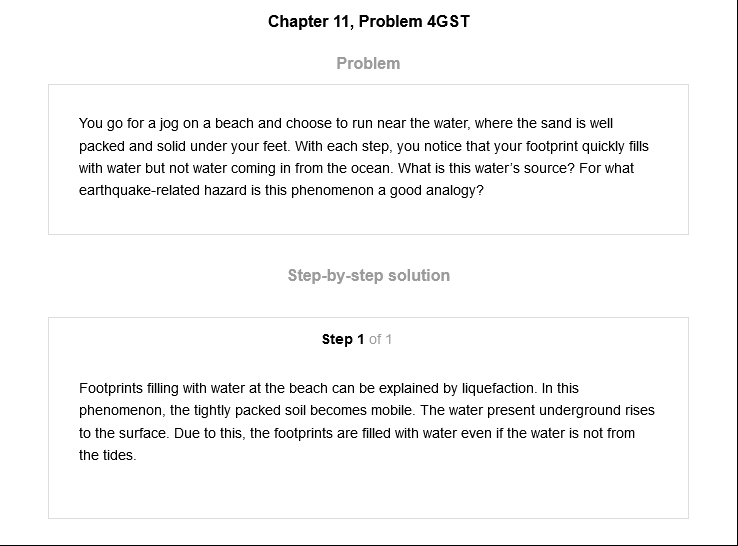 Chapter 11, Problem 4GST
Problem
You go for a jog on a beach and choose to run near the water, where the sand is well
packed and solid under your feet. With each step, you notice that your footprint quickly fills
with water but not water coming in from the ocean. What is this water's source? For what
earthquake-related hazard is this phenomenon a good analogy?
Step-by-step solution
Step 1 of 1
Footprints filling with water at the beach can be explained by liquefaction. In this
phenomenon, the tightly packed soil becomes mobile. The water present underground rises
to the surface. Due to this, the footprints are filled with water even if the water is not from
the tides.